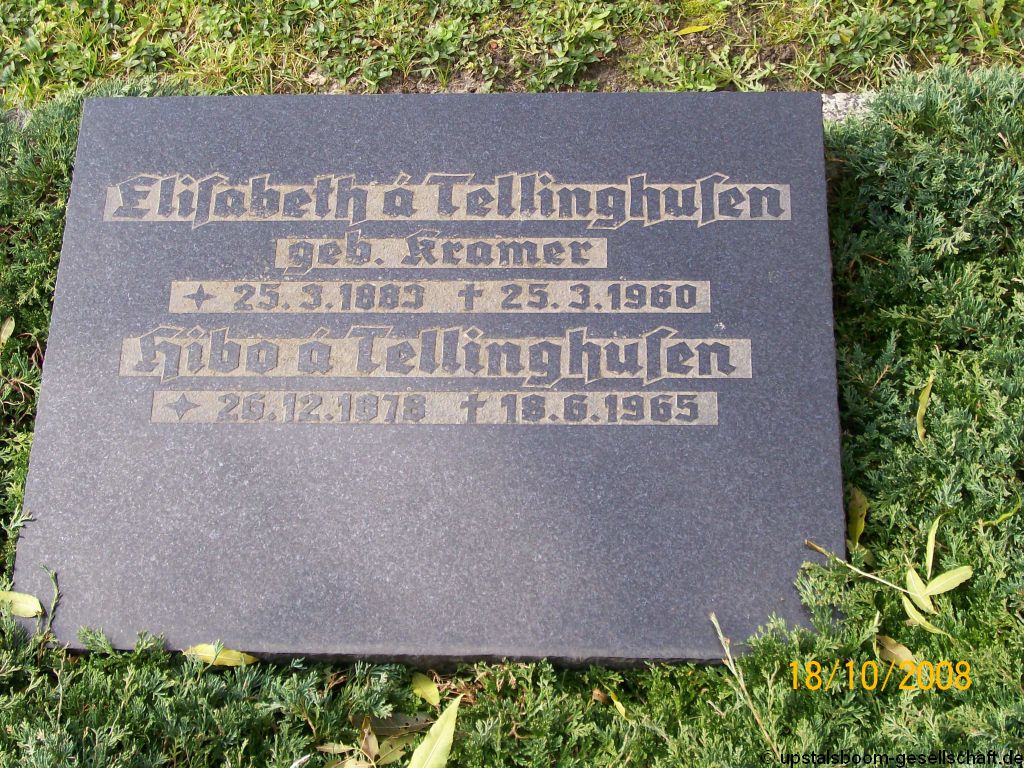 Eliſabeth á Tellinghuſen
geb. Kramer
✦ 25.3.1883 ✝ 25.3.1960
Hibo á Tellinghuſen
✦ 26.12.1878 ✝ 18.6.1965
18/10/2008
© upstalsboom-gesellschaft.de